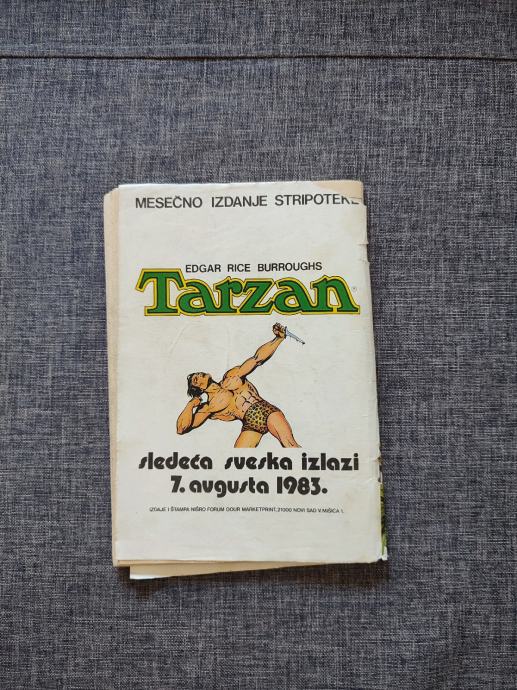 MESEČNO IZDANJE STRIPOTEKE
EDGAR RICE BURROUGHS
Tarzan®
sledeća sveska izlazi
7. avgusta 1983.
IZDAJE I ŠTAMPA NIŠRO FORUM OOUR MARKETPRINT, 21000 NOVI SAD V. MIŠIĆA 1.